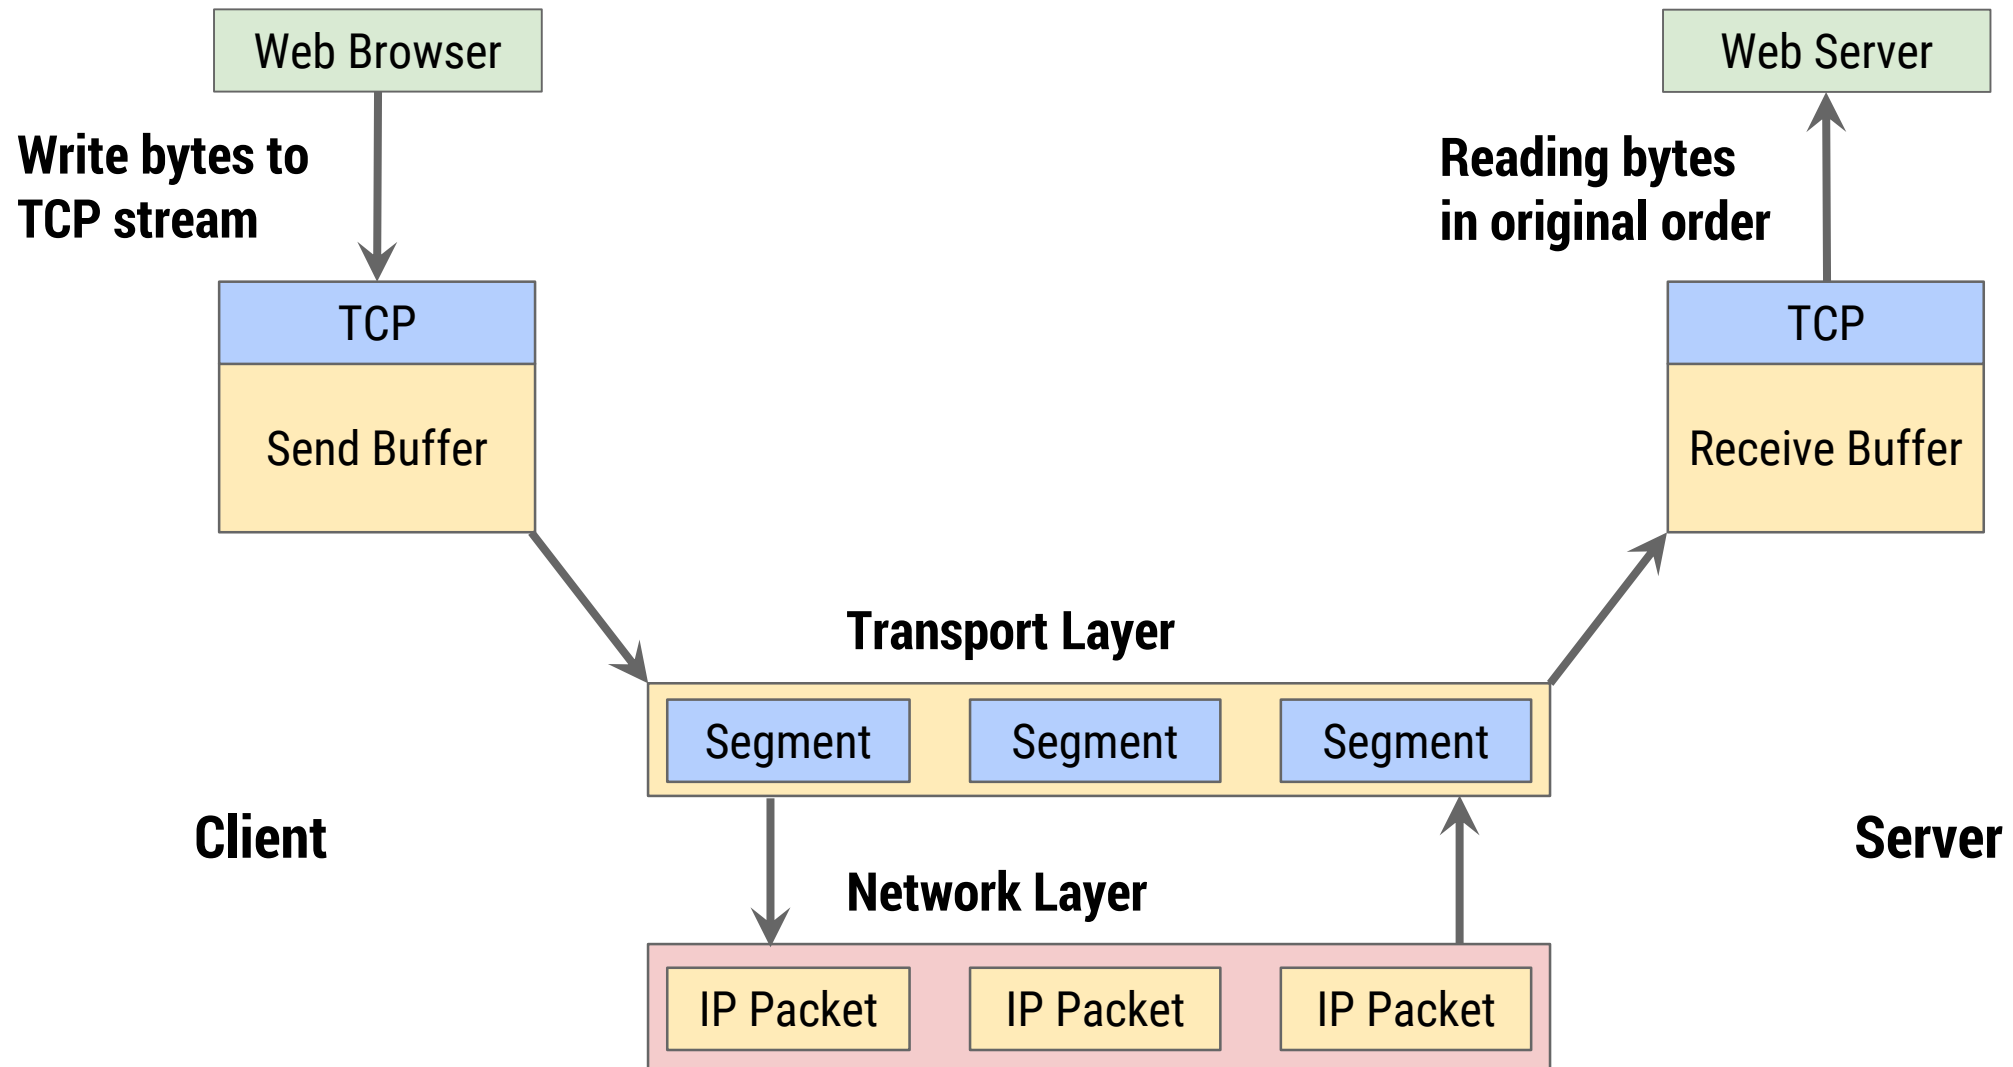 Web Browser
Web Server
Write bytes to
TCP stream
Reading bytes
in original order
TCP
TCP
Send Buffer
Receive Buffer
Transport Layer
Segment
Segment
Segment
Client
Server
Network Layer
IP Packet
IP Packet
IP Packet